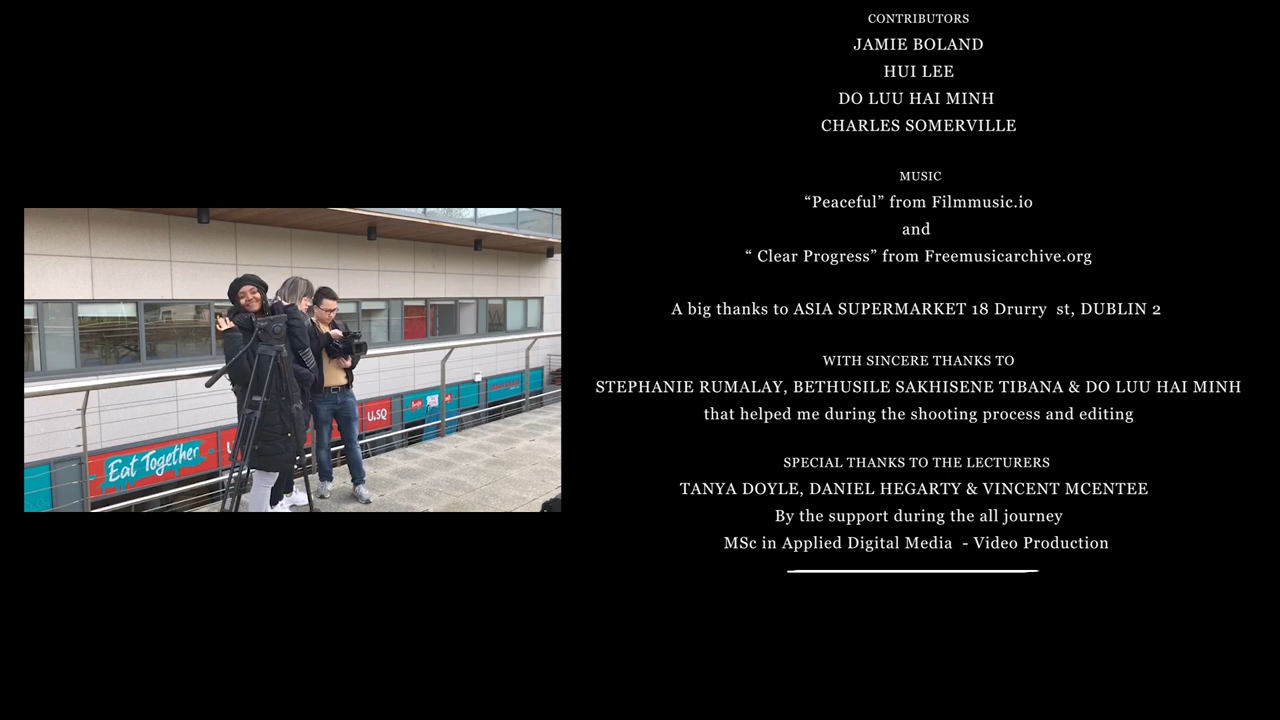 CONTRIBUTORS
JAMIE BOLAND
HUI LEE
DO LUU HAI MINH
CHARLES SOMERVILLE
MUSIC
“Peaceful” from Filmmusic.io
and
“ Clear Progress” from Freemusicarchive.org
A big thanks to ASIA SUPERMARKET 18 Drurry st, DUBLIN 2
WITH SINCERE THANKS TO
STEPHANIE RUMALAY, BETHUSILE SAKHISENE TIBANA & DO LUU HAI MINH
that helped me during the shooting process and editing
SPECIAL THANKS TO THE LECTURERS
TANYA DOYLE, DANIEL HEGARTY & VINCENT MCENTEE
By the support during the all journey
MSc in Applied Digital Media - Video Production
Eat Together
U.SQ